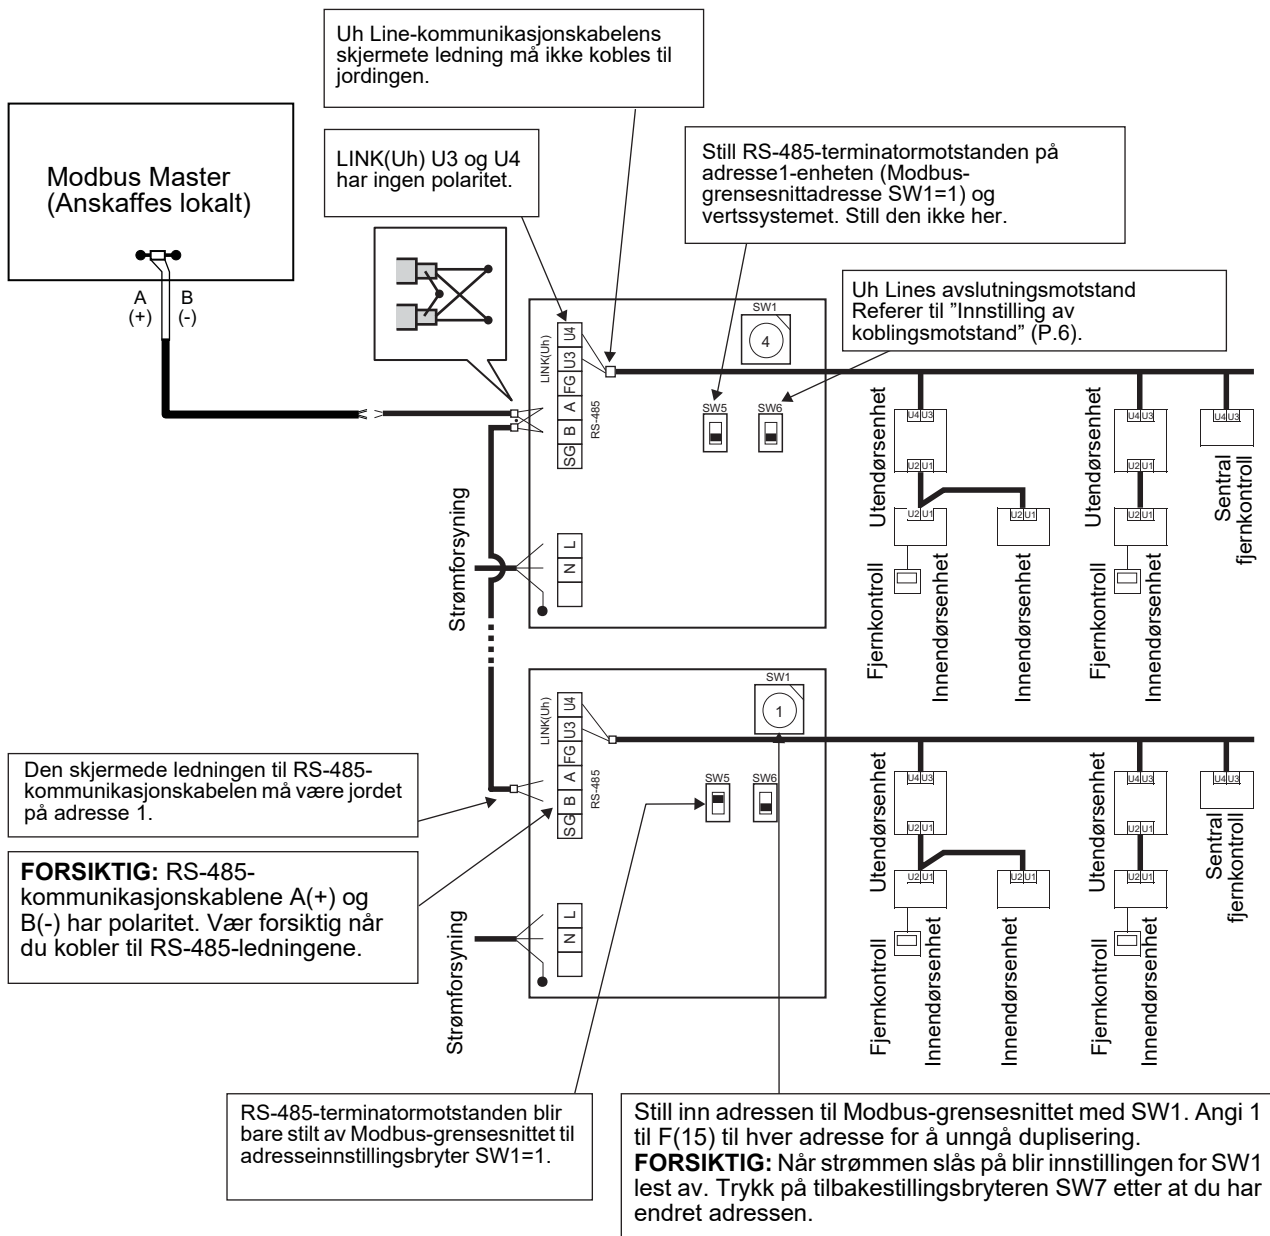 Uh Line-kommunikasjonskabelens
skjermete ledning må ikke kobles til
jordingen.
Modbus Master
(Anskaffes lokalt)
A
(+)
B
(-)
LINK(Uh) U3 og U4
har ingen polaritet.
Still RS-485-terminatormotstanden på
adresse1-enheten (Modbus-
grensesnittadresse SW1=1) og
vertssystemet. Still den ikke her.
Uh Lines avslutningsmotstand
Referer til ”Innstilling av
koblingsmotstand” (P.6).
LINK(Uh)
U4
U3
FG
A
B
SG
RS-485
SW1
4
SW5
SW6
L
N
Strømforsyning
U4 U3
U2 U1
Utendørsenhet
U2 U1
U2 U1
Fjernkontroll
Innendørsenhet
Innendørsenhet
U4 U3
U2 U1
Utendørsenhet
U2 U1
Fjernkontroll
Innendørsenhet
U4 U3
Sentral
fjernkontroll
LINK(Uh)
U4
U3
FG
A
B
SG
RS-485
SW1
1
SW5
SW6
L
N
Strømforsyning
U4 U3
U2 U1
Utendørsenhet
U2 U1
U2 U1
Fjernkontroll
Innendørsenhet
Innendørsenhet
U4 U3
U2 U1
Utendørsenhet
U2 U1
Fjernkontroll
Innendørsenhet
U4 U3
Sentral
fjernkontroll
Den skjermede ledningen til RS-485-
kommunikasjonskabelen må være jordet
på adresse 1.
FORSIKTIG: RS-485-
kommunikasjonskablene A(+) og
B(-) har polaritet. Vær forsiktig når
du kobler til RS-485-ledningene.
RS-485-terminatormotstanden blir
bare stilt av Modbus-grensesnittet til
adresseinnstillingsbryter SW1=1.
Still inn adressen til Modbus-grensesnittet med SW1. Angi 1
til F(15) til hver adresse for å unngå duplisering.
FORSIKTIG: Når strømmen slås på blir innstillingen for SW1
lest av. Trykk på tilbakestillingsbryteren SW7 etter at du har
endret adressen.